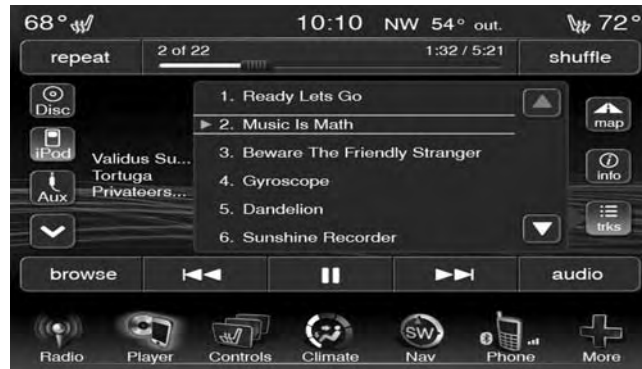 68° 10:10 NW 54° out. 72°
repeat 2 of 22 1:32 / 5:21 shuffle
Disc
iPod
Aux
Validus Su...
Tortuga
Privateers...
1. Ready Lets Go
2. Music Is Math
3. Beware The Friendly Stranger
4. Gyroscope
5. Dandelion
6. Sunshine Recorder
map
info
trks
browse audio
SW
Radio Player Controls Climate Nav Phone More